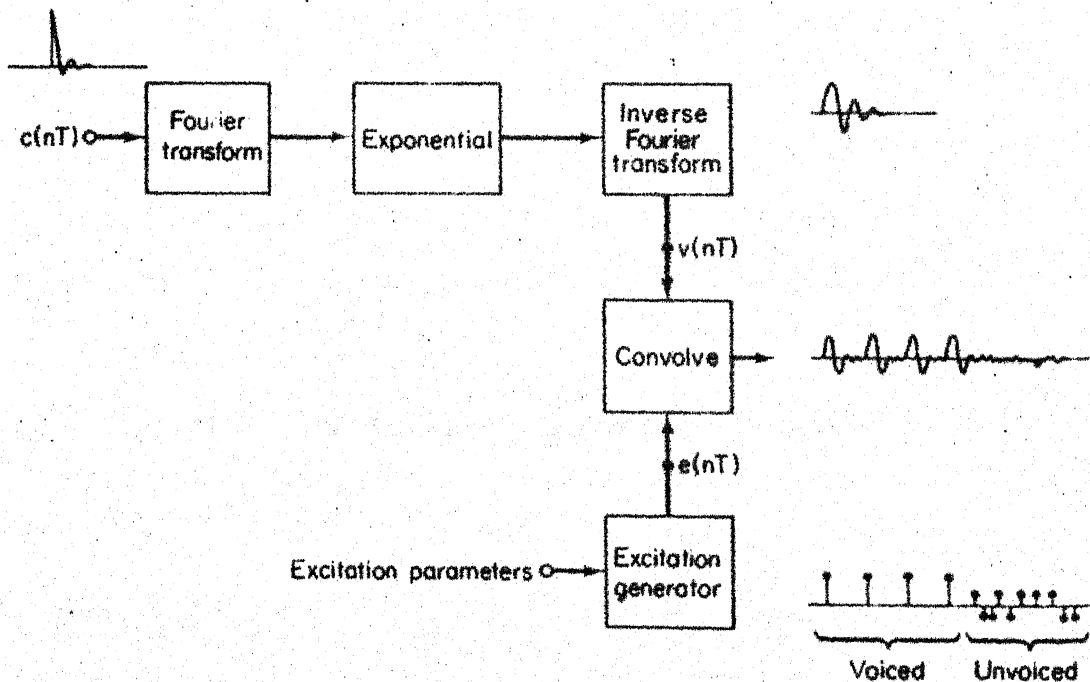 c(nT)
Fourier
transform
Exponential
Inverse
Fourier
transform
v(nT)
Convolve
e(nT)
Excitation parameters
Excitation
generator
Voiced
Unvoiced